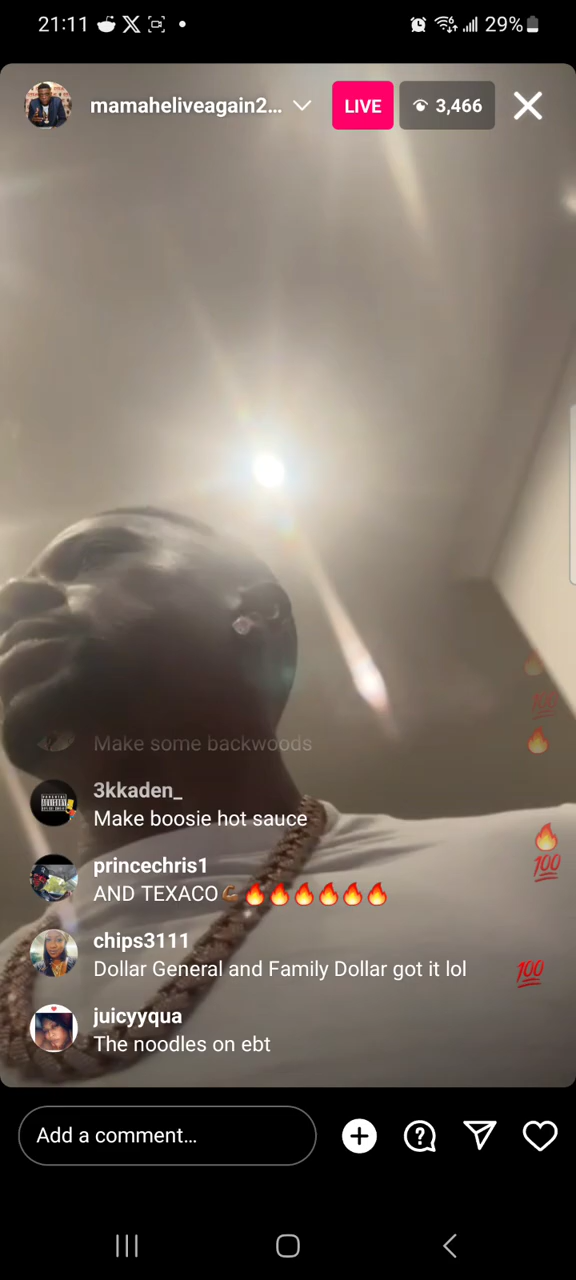 21:11
29%
mamaheliveagain2...
LIVE
3,466
Make some backwoods
3kkaden_
Make boosie hot sauce
princechris1
AND TEXACO💪🏾🔥🔥🔥🔥🔥🔥
chips3111
Dollar General and Family Dollar got it lol
juicyyqua
The noodles on ebt
Add a comment...